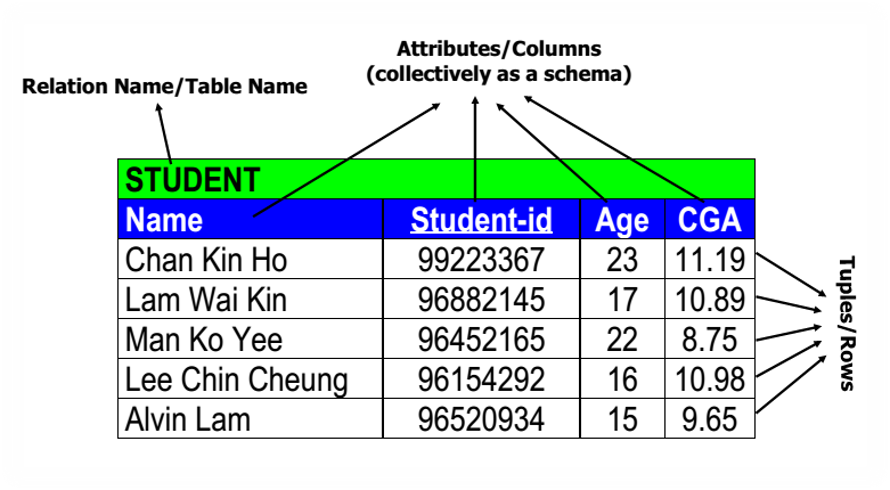 Attributes/Columns
(collectively as a schema)
Relation Name/Table Name
STUDENT
Name Student-id Age CGA
Chan Kin Ho 99223367 23 11.19
Lam Wai Kin 96882145 17 10.89
Man Ko Yee 96452165 22 8.75
Lee Chin Cheung 96154292 16 10.98
Alvin Lam 96520934 15 9.65
Tuples/Rows